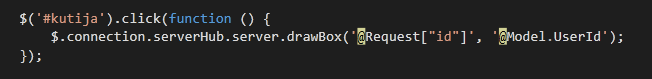 $('#kutija').click(function () {
$.connection.serverHub.server.drawBox('@Request["id"]', '@Model.UserId');
});